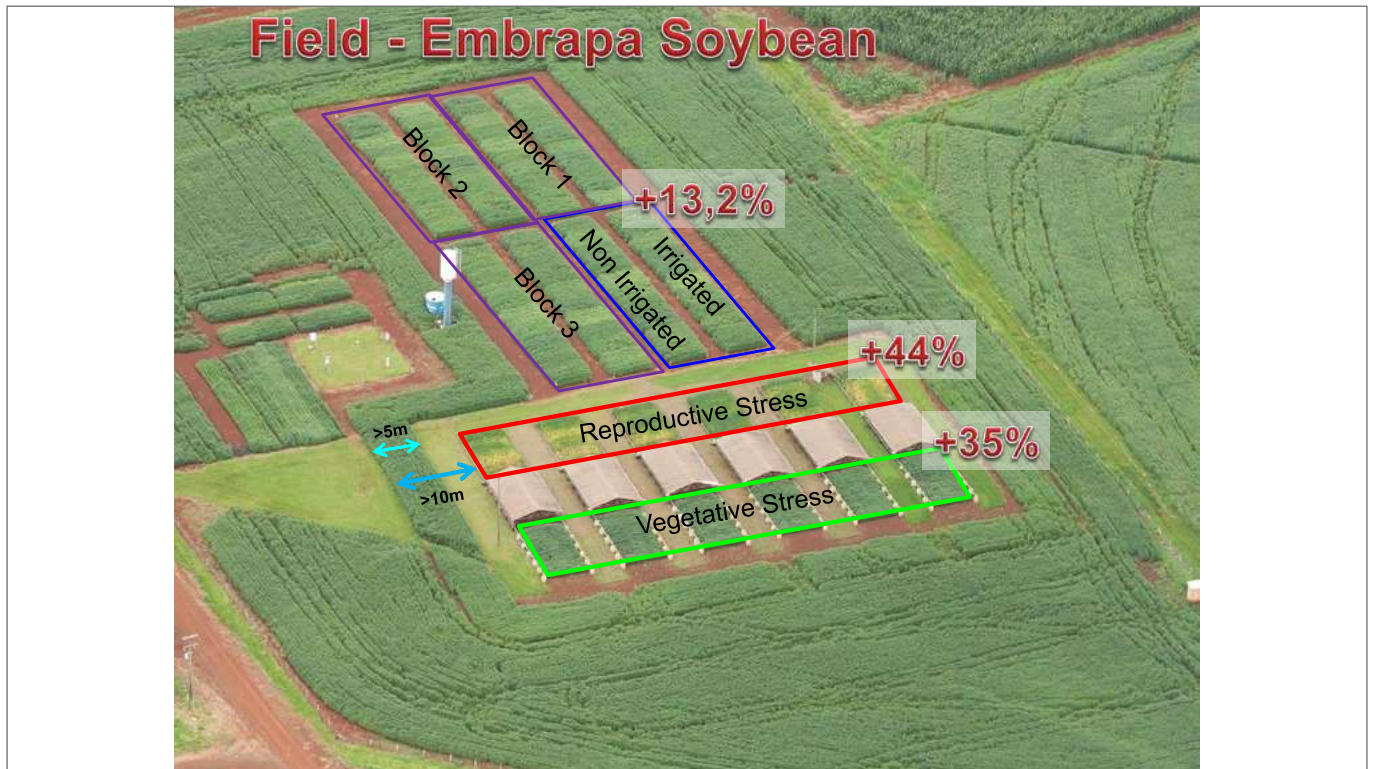 Field - Embrapa Soybean
Block 2
Block 1
+13,2%
Block 3
Non Irrigated
Irrigated
+44%
Reproductive Stress
>5m
+35%
>10m
Vegetative Stress